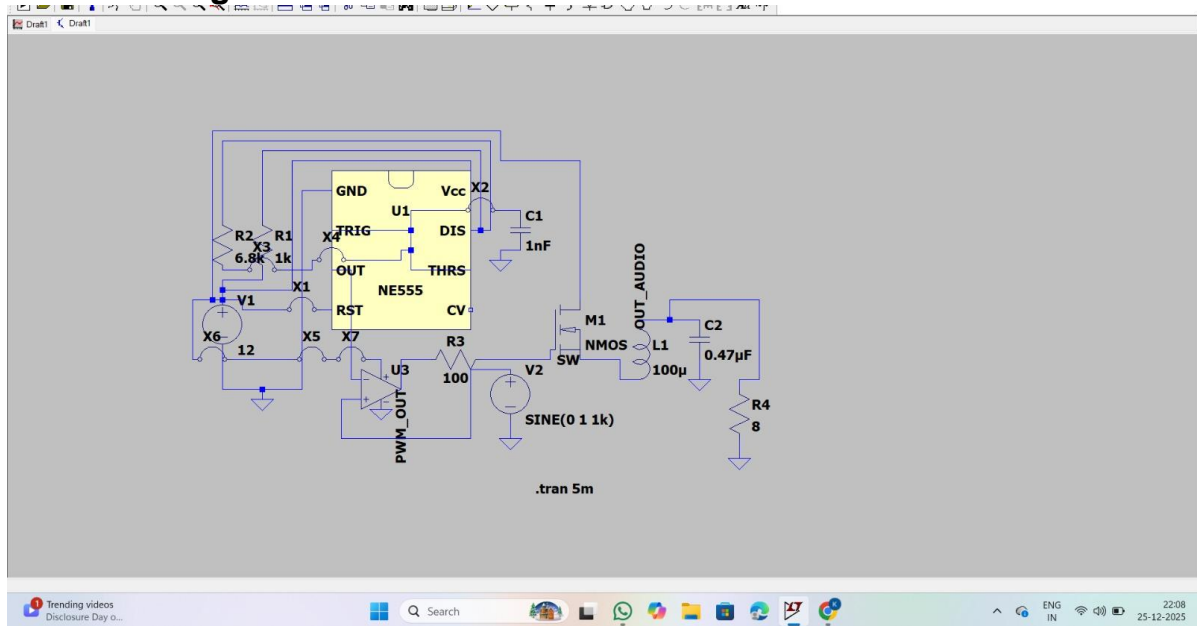 Draft1 Draft1
GND Vcc X2
U1
C1
R2 R1 X4 TRIG DIS
X3
6.8k 1k 1nF
OUT THRS
NE555
V1 X1
RST CV
OUT_AUDIO
M1
X6 X5 X7 R3 C2
12 NMOS L1
SW 0.47µF
U3 100 V2 100µ
R4
SINE(0 1 1k) 8
PWM_OUT
.tran 5m
1
Trending videos
Disclosure Day o...
Search
ENG
IN
22:08
25-12-2025